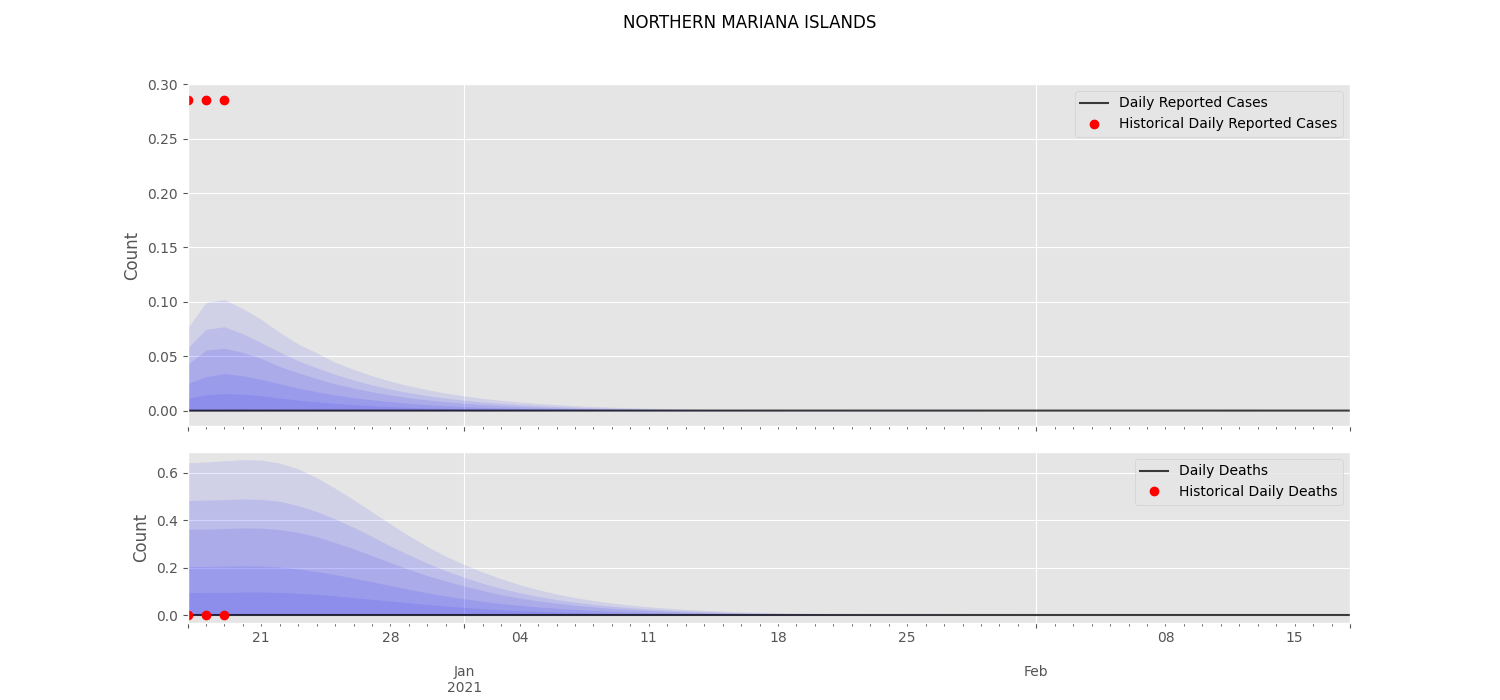 NORTHERN MARIANA ISLANDS
0.30
0.25
0.20
0.15
0.10
0.05
0.00
Count
Daily Reported Cases
Historical Daily Reported Cases
0.6
0.4
0.2
0.0
Count
Daily Deaths
Historical Daily Deaths
21 28 04 11 18 25 08 15
Jan Feb
2021